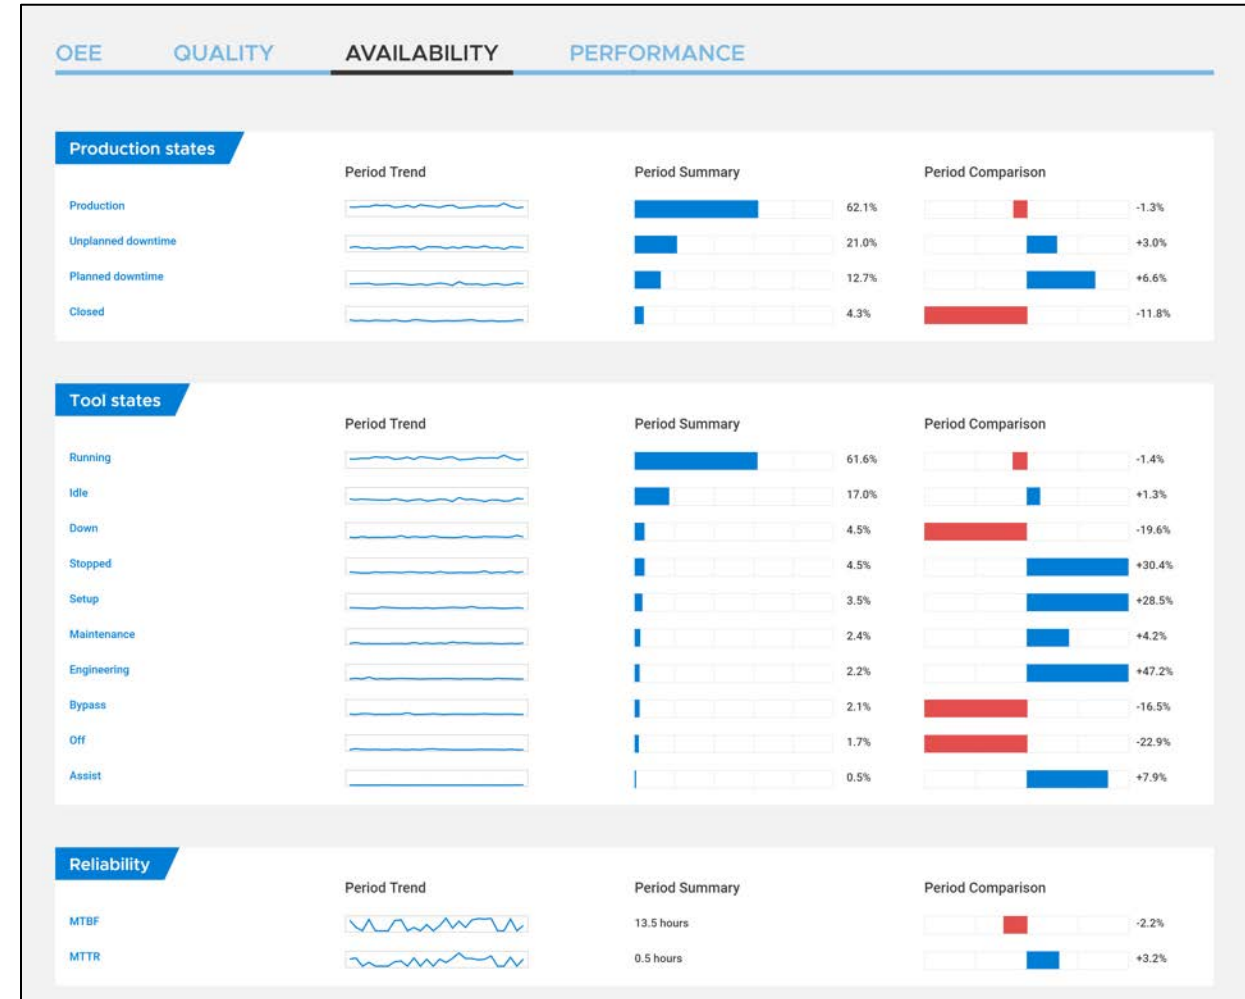 OEE QUALITY AVAILABILITY PERFORMANCE
Production states
Period Trend Period Summary Period Comparison
Production 62.1% -1.3%
Unplanned downtime 21.0% +3.0%
Planned downtime 12.7% +6.6%
Closed 4.3% -11.8%
Tool states
Period Trend Period Summary Period Comparison
Running 61.6% -1.4%
Idle 17.0% +1.3%
Down 4.5% -19.6%
Stopped 4.5% +30.4%
Setup 3.5% +28.5%
Maintenance 2.4% +4.2%
Engineering 2.2% +47.2%
Bypass 2.1% -16.5%
Off 1.7% -22.9%
Assist 0.5% +7.9%
Reliability
Period Trend Period Summary Period Comparison
MTBF 13.5 hours -2.2%
MTTR 0.5 hours +3.2%